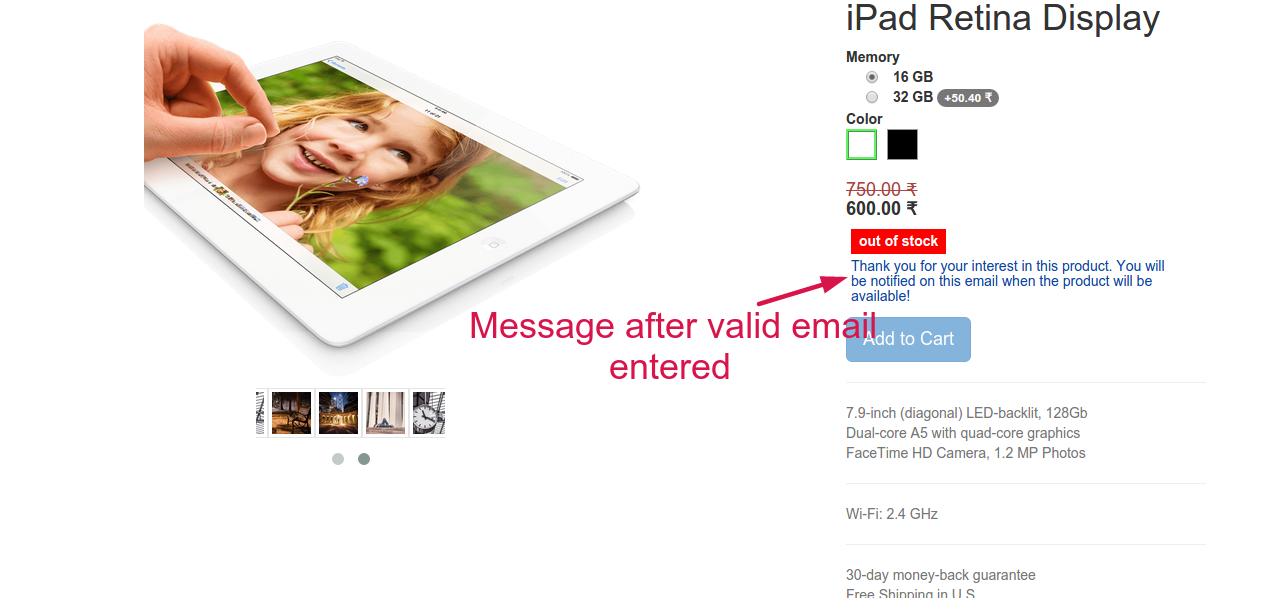 iPad Retina Display
Memory
16 GB
32 GB +50.40 ₹
Color
750.00 ₹
600.00 ₹
out of stock
Thank you for your interest in this product. You will
be notified on this email when the product will be
available!
Message after valid email
entered
Add to Cart
7.9-inch (diagonal) LED-backlit, 128Gb
Dual-core A5 with quad-core graphics
FaceTime HD Camera, 1.2 MP Photos
Wi-Fi: 2.4 GHz
30-day money-back guarantee
Free Shipping in U.S.